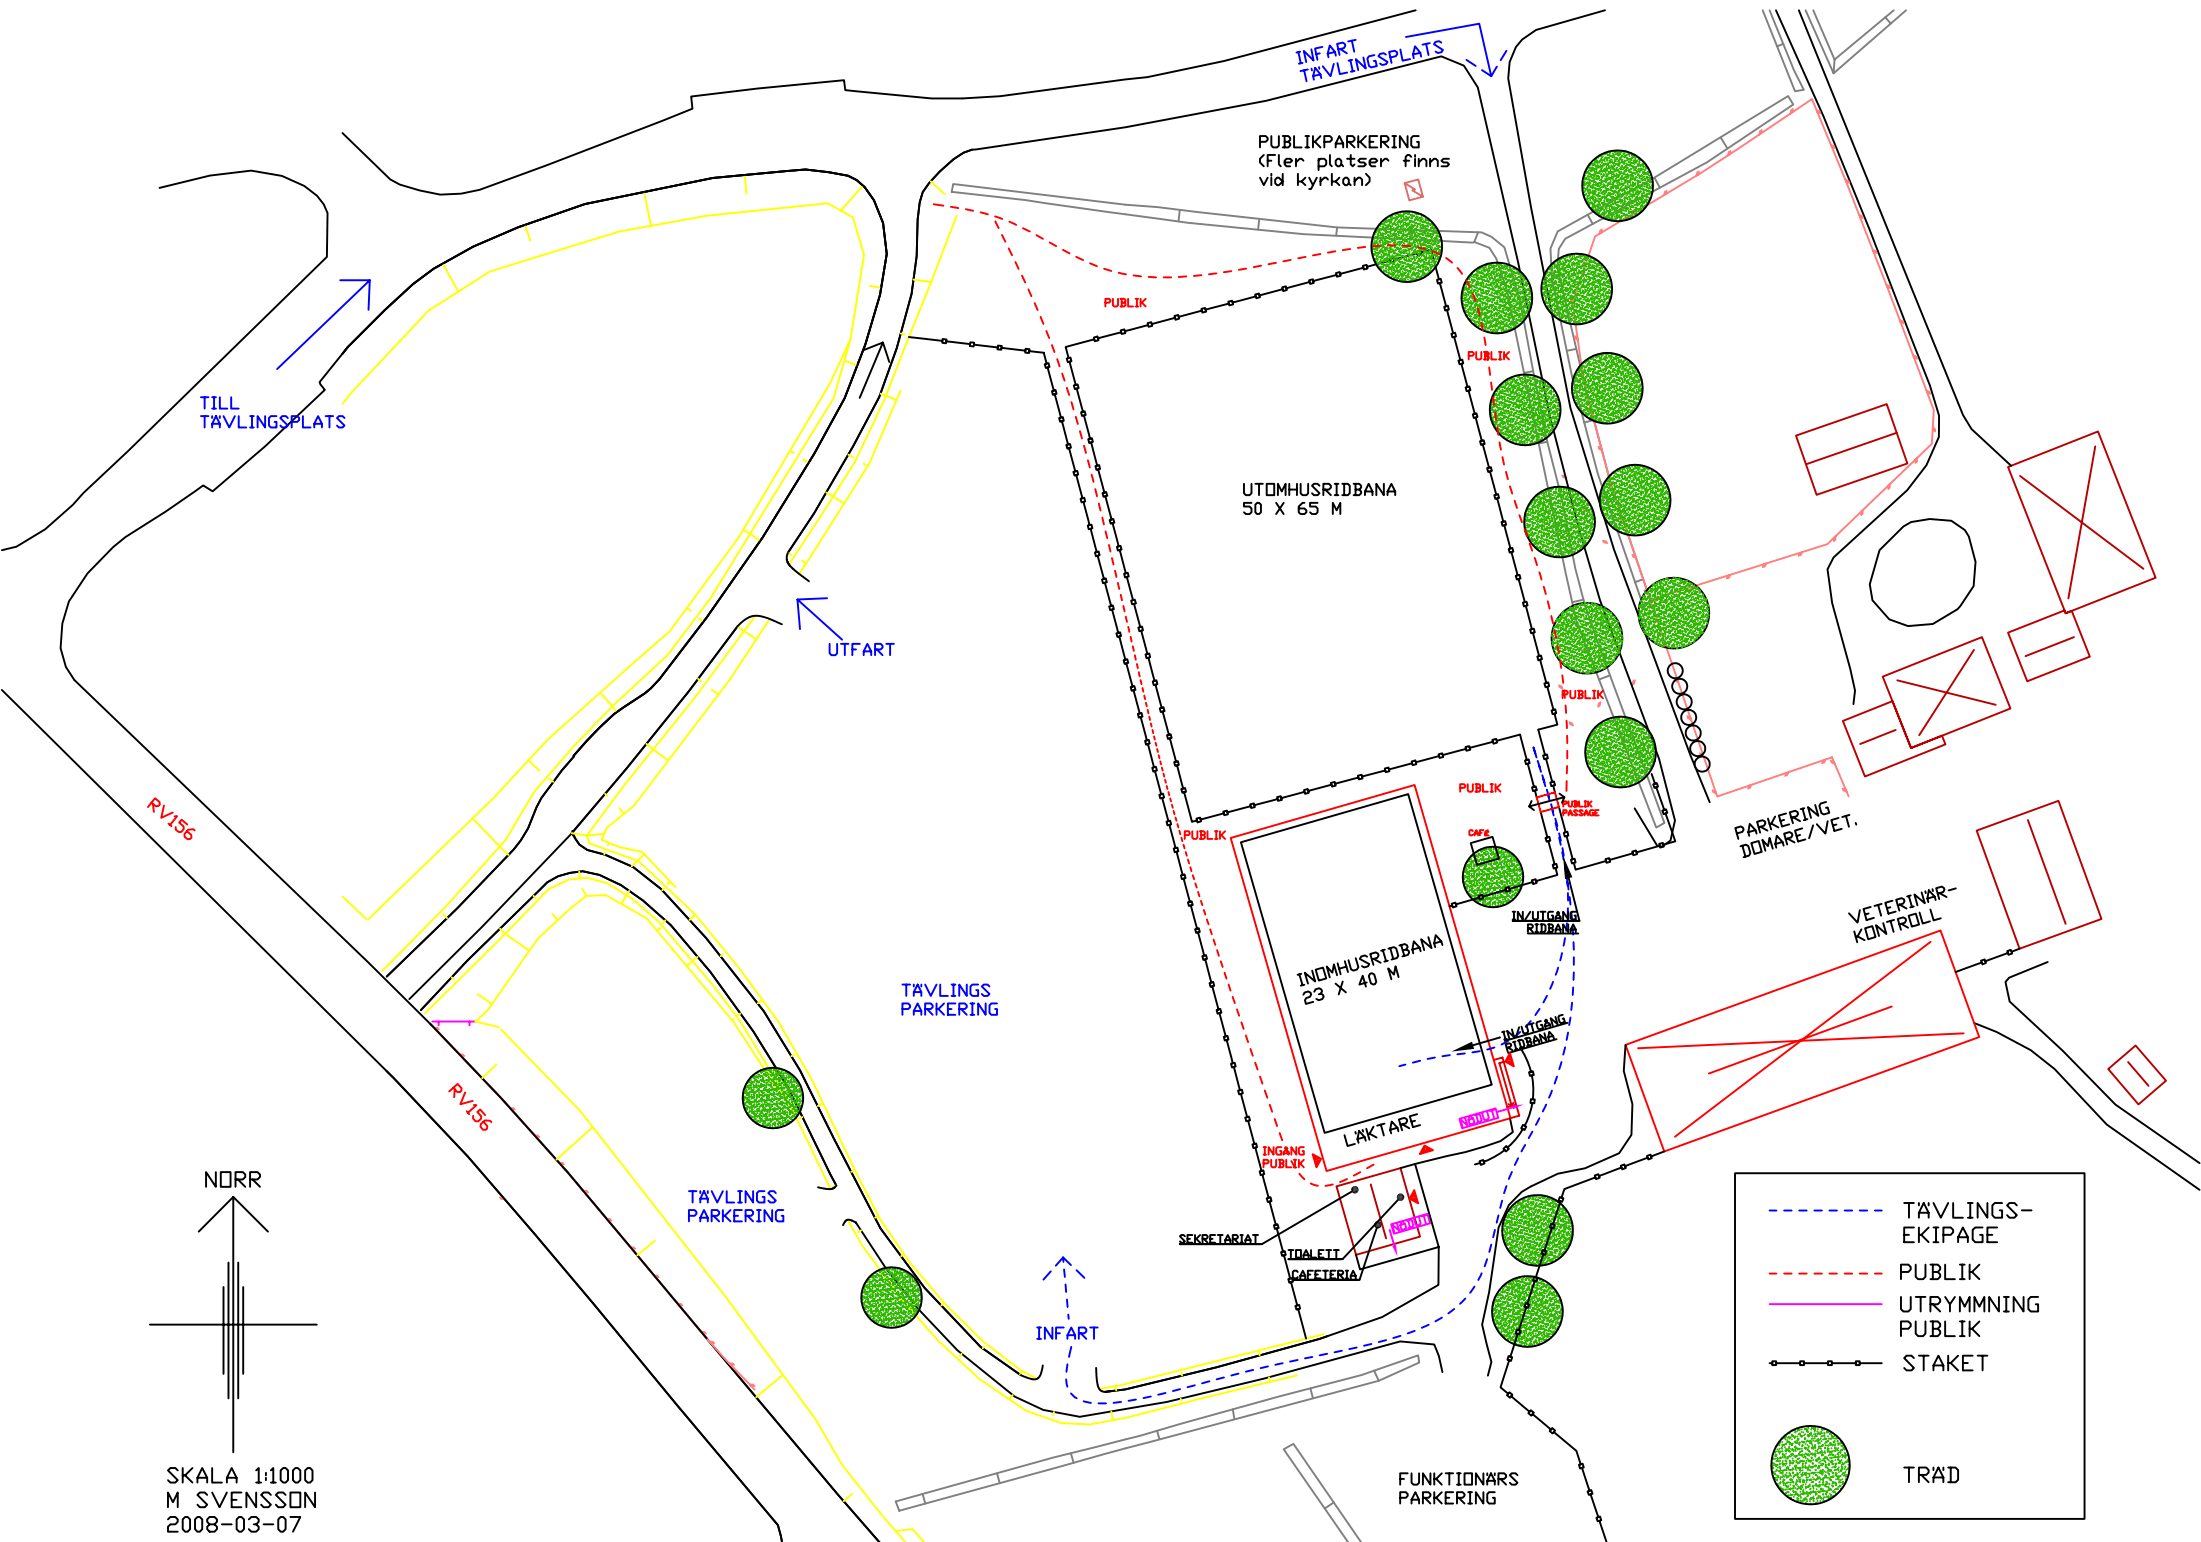 INFART
TÄVLINGSPLATS
PUBLIKPARKERING
(Fler platser finns
vid kyrkan)
PUBLIK
PUBLIK
TILL
TÄVLINGSPLATS
UTOMHUSRIDBANA
50 X 65 M
UTFART
PUBLIK
PUBLIK
PUBLIK
PASSAGE
PUBLIK
CAFÉ
RV156
PARKERING
DOMARE/VET.
VETERINÄR-
KONTROLL
IN/UTGANG
RIDBANA
INOMHUSRIDBANA
23 X 40 M
TÄVLINGS
PARKERING
IN/UTGANG
RIDBANA
RV156
NÖDUT
LÄKTARE
INGANG
PUBLIK
NORR
TÄVLINGS
PARKERING
NÖDUT
SEKRETARIAT
TOALETT
CAFETERIA
INFART
TÄVLINGS-
EKIPAGE
PUBLIK
UTRYMMNING
PUBLIK
STAKET
TRÄD
SKALA 1:1000
M SVENSSON
2008-03-07
FUNKTIONÄRS
PARKERING